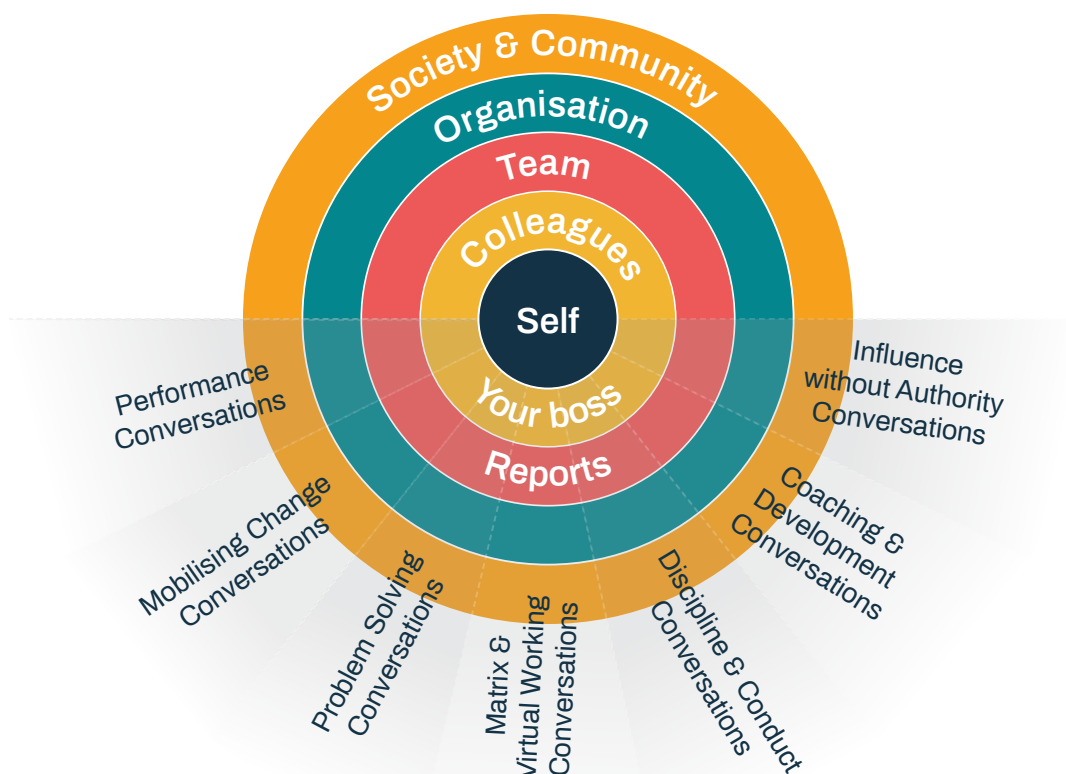 Society & Community
Organisation
Team
Colleagues
Self
Your boss
Reports
Performance
Conversations
Mobilising Change
Conversations
Problem Solving
Conversations
Matrix &
Virtual Working
Conversations
Discipline & Conduct
Conversations
Coaching &
Development
Conversations
Influence
without Authority
Conversations